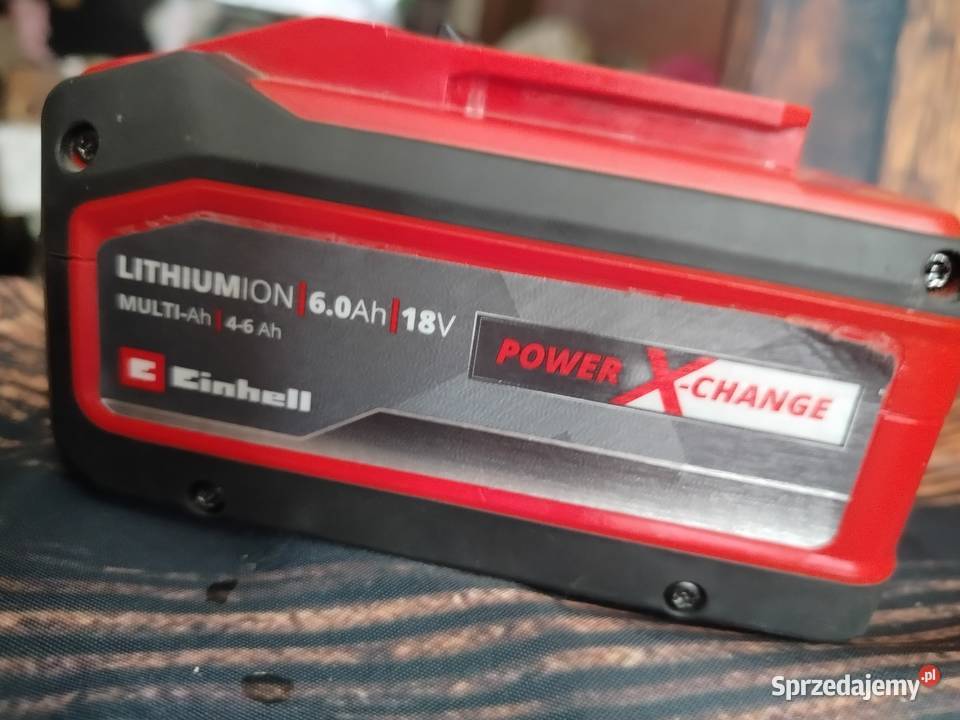 LITHIUMION | 6.0Ah | 18V
MULTI-Ah | 4-6 Ah
E Einhell
POWER X-CHANGE
Sprzedajemy.pl